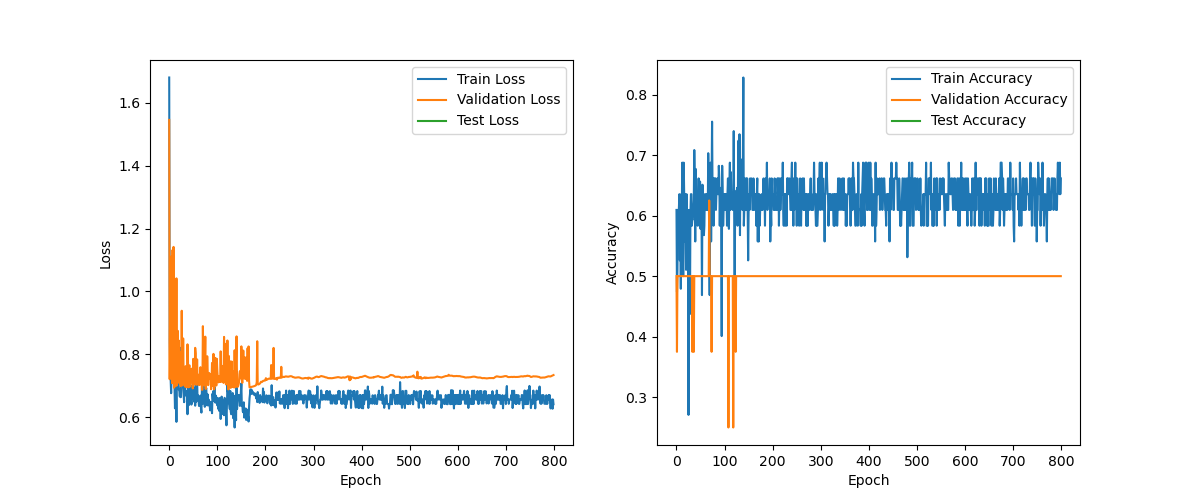 Train Loss
Validation Loss
Test Loss
1.6
1.4
1.2
1.0
0.8
0.6
Loss
0 100 200 300 400 500 600 700 800
Epoch
Train Accuracy
Validation Accuracy
Test Accuracy
0.8
0.7
0.6
0.5
0.4
0.3
Accuracy
0 100 200 300 400 500 600 700 800
Epoch